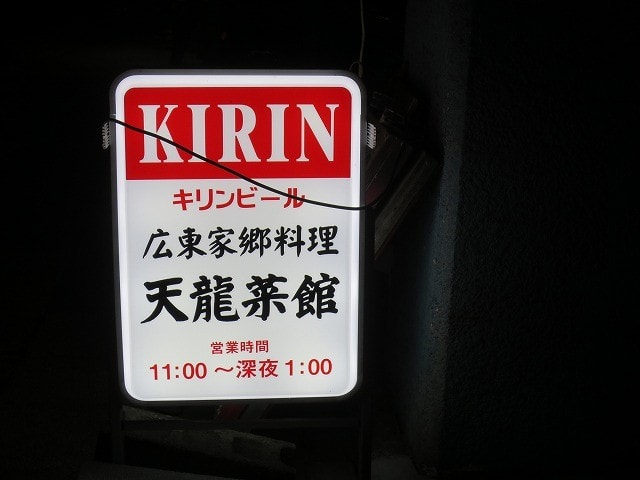 KIRIN
キリンビール
広東家郷料理
天龍菜館
営業時間
11:00 〜深夜 1:00